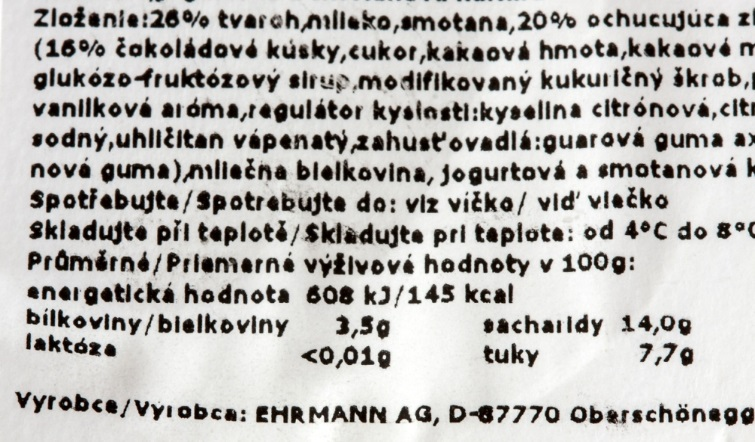 Zloženie:26% tvaroh,mlieko,smotana,20% ochucujúca
(16% čokoládové kúsky,cukor,kakaová hmota,kakaové
glukózo-fruktózový sirup,modifikovaný kukuričný škrob,
vanilková aróma,regulátor kyslosti:kyselina citrónová,
sodný,uhličitan vápenatý,zahusťovadlá:guarová guma
nová guma),mliečna bielkovina, jogurtová a smotanová
Spotřebujte/Spotrebujte do: viz víčko/ viď viečko
Skladujte při teplotě/Skladujte pri teplote: od 4°C do 8°C
Průměrné/Priemerné výživové hodnoty v 100g:
energetická hodnota 608 kJ/145 kcal
bílkoviny/bielkoviny 3,5g sacharidy 14,0g
laktóza <0,01g tuky 7,7g
Vyrobce/Vyrobca: EHRMANN AG, D-87770 Oberschönegg